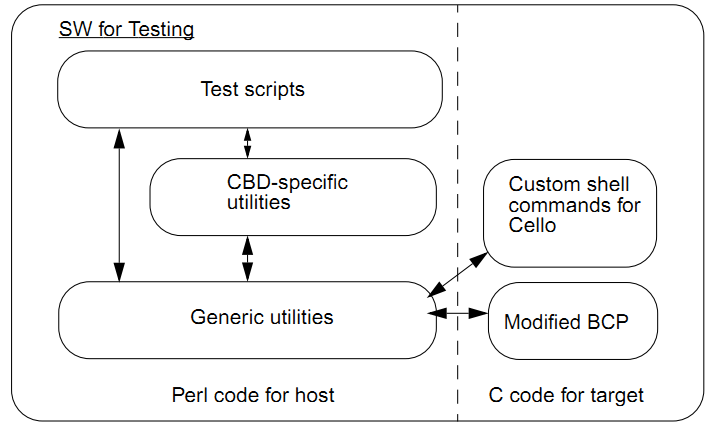 SW for Testing
Test scripts
CBD-specific
utilities
Custom shell
commands for
Cello
Generic utilities
Modified BCP
Perl code for host
C code for target